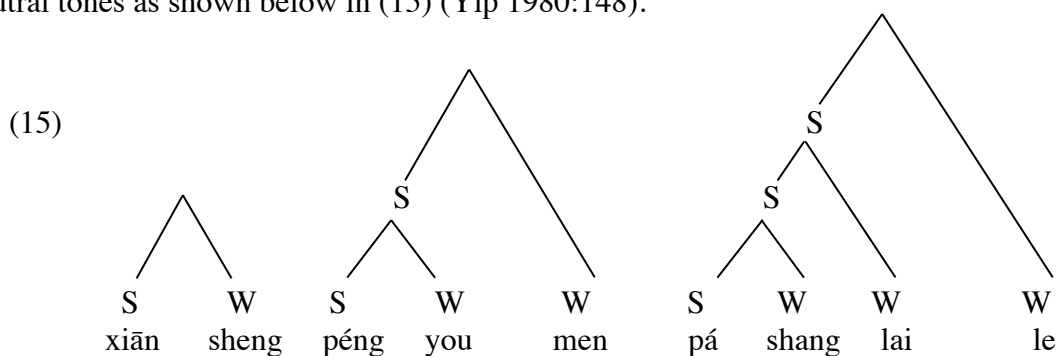 utral tones as shown below in (15) (Yip 1980:148).
S
(15)
S S
S W S W W S W W W
xiān sheng péng you men pá shang lai le